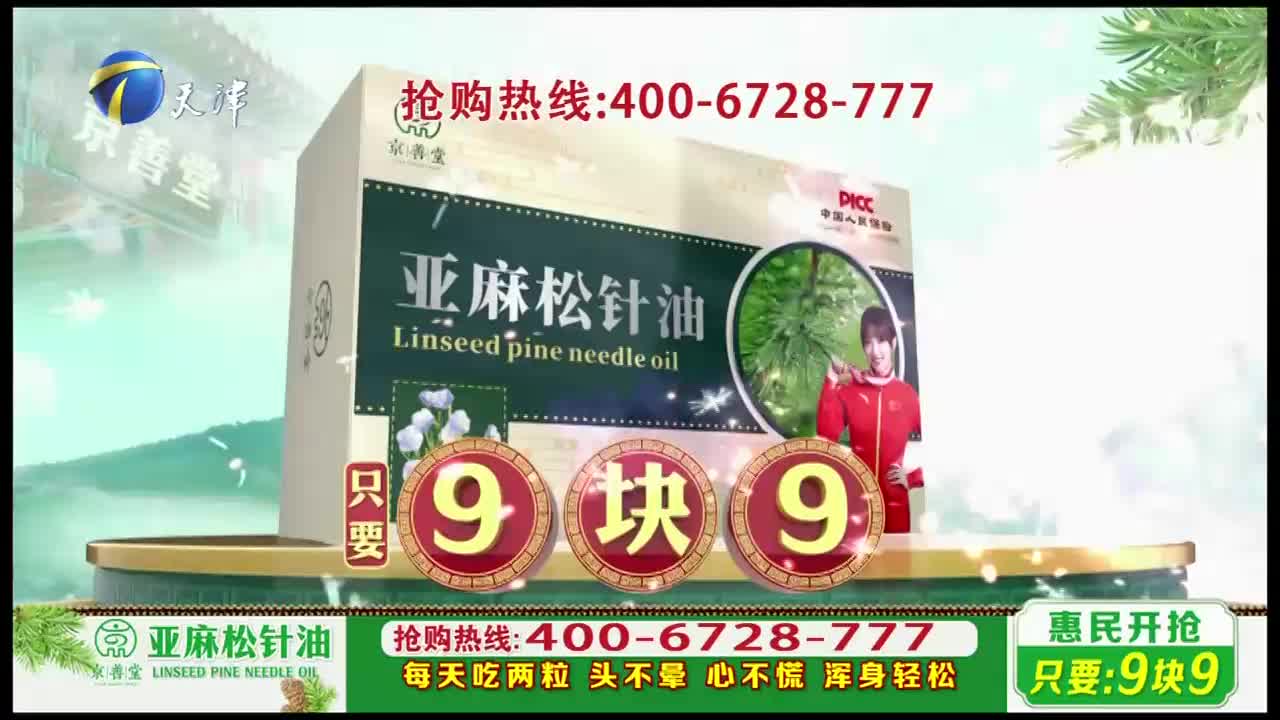 天津
抢购热线:400-6728-777
京善堂
京善堂
PICC
中国人民保险
亚麻松针油
Linseed pine needle oil
只要
9块9
京善堂
亚麻松针油
LINSEED PINE NEEDLE OIL
抢购热线:400-6728-777
每天吃两粒 头不晕 心不慌 浑身轻松
惠民开抢
只要:9块9